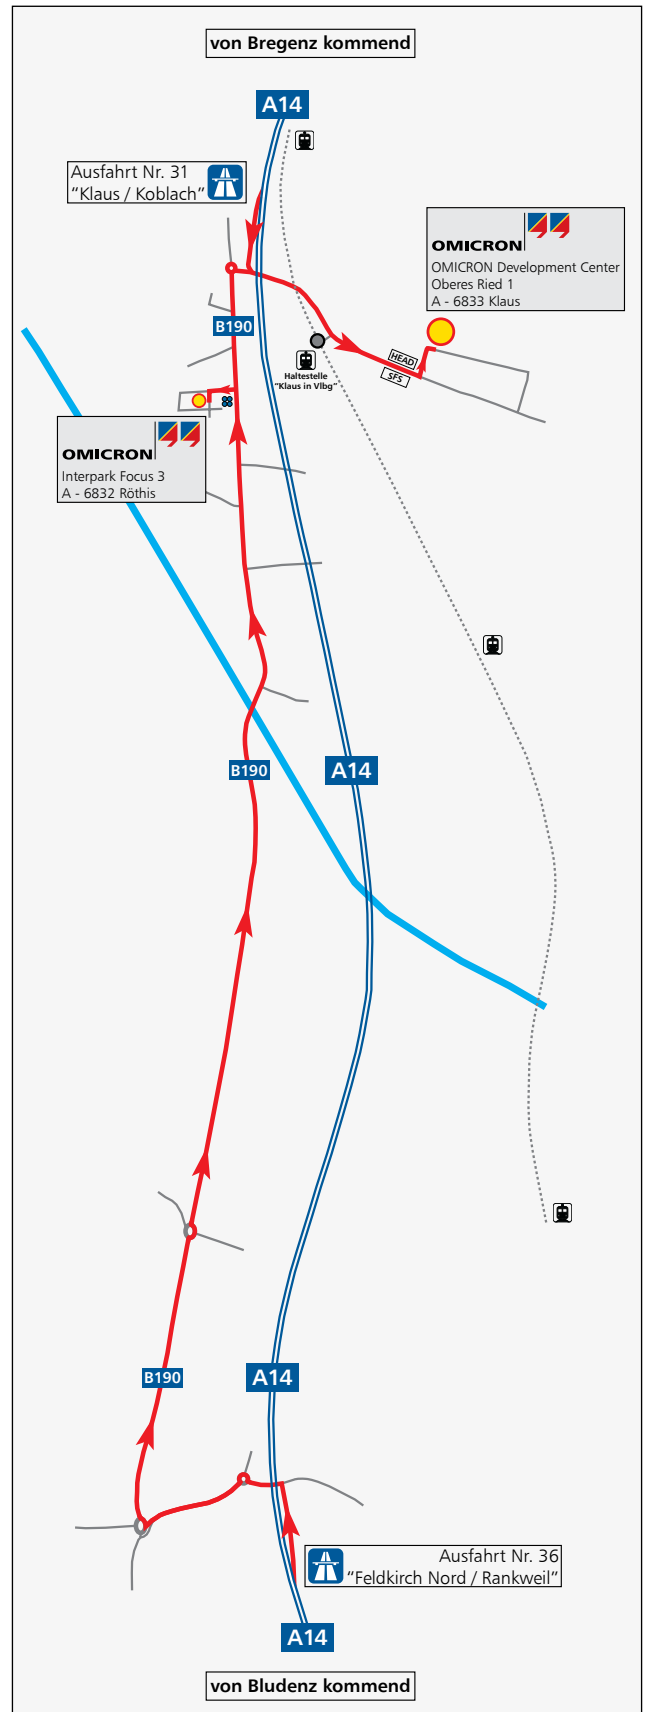 von Bregenz kommend
A14
Ausfahrt Nr. 31
“Klaus / Koblach”
OMICRON
OMICRON Development Center
Oberes Ried 1
A - 6833 Klaus
B190
HEAD
SFS
Haltestelle
“Klaus in Vlbg”
OMICRON
Interpark Focus 3
A - 6832 Röthis
B190
A14
B190
A14
Ausfahrt Nr. 36
“Feldkirch Nord / Rankweil”
A14
von Bludenz kommend